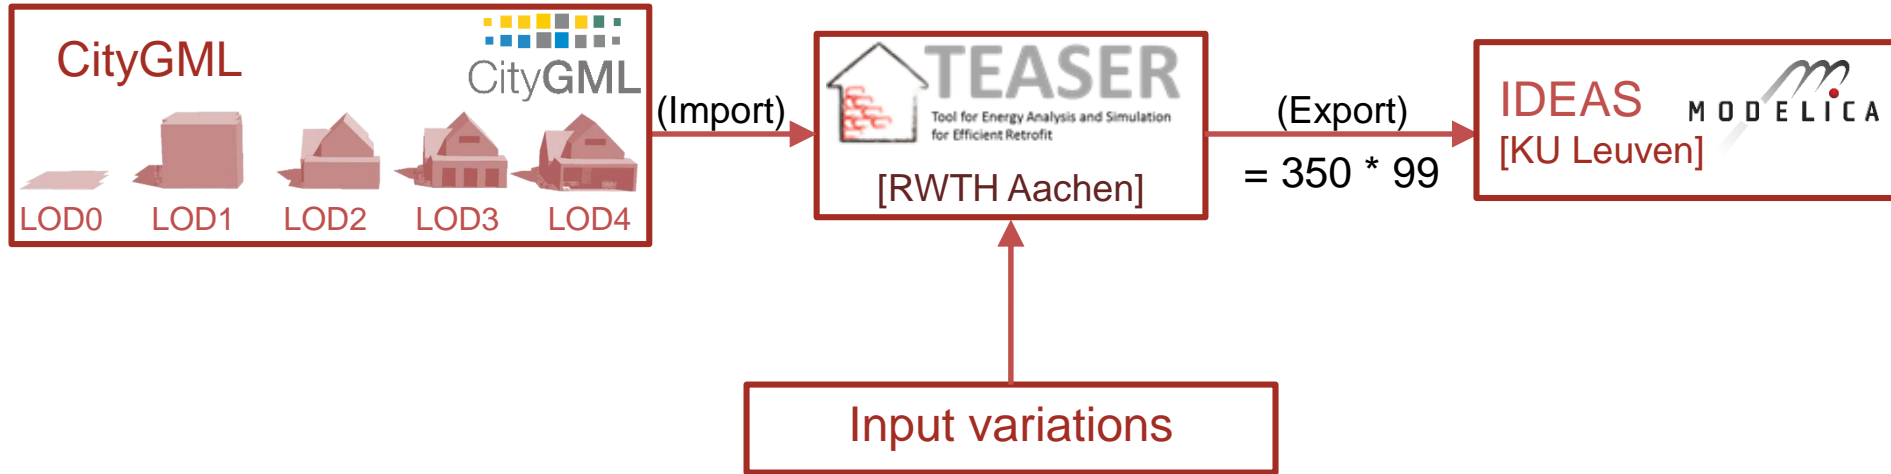 CityGML
CityGML
LOD0 LOD1 LOD2 LOD3 LOD4
(Import)
TEASER
Tool for Energy Analysis and Simulation
for Efficient Retrofit
[RWTH Aachen]
(Export)
= 350 * 99
IDEAS
[KU Leuven]
MODELICA
Input variations